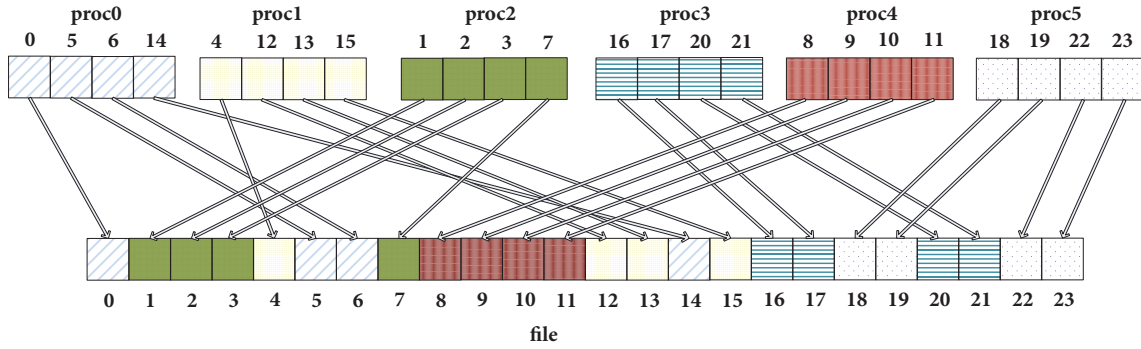 proc0 proc1 proc2 proc3 proc4 proc5
0 5 6 14 4 12 13 15 1 2 3 7 16 17 20 21 8 9 10 11 18 19 22 23
0 1 2 3 4 5 6 7 8 9 10 11 12 13 14 15 16 17 18 19 20 21 22 23
file